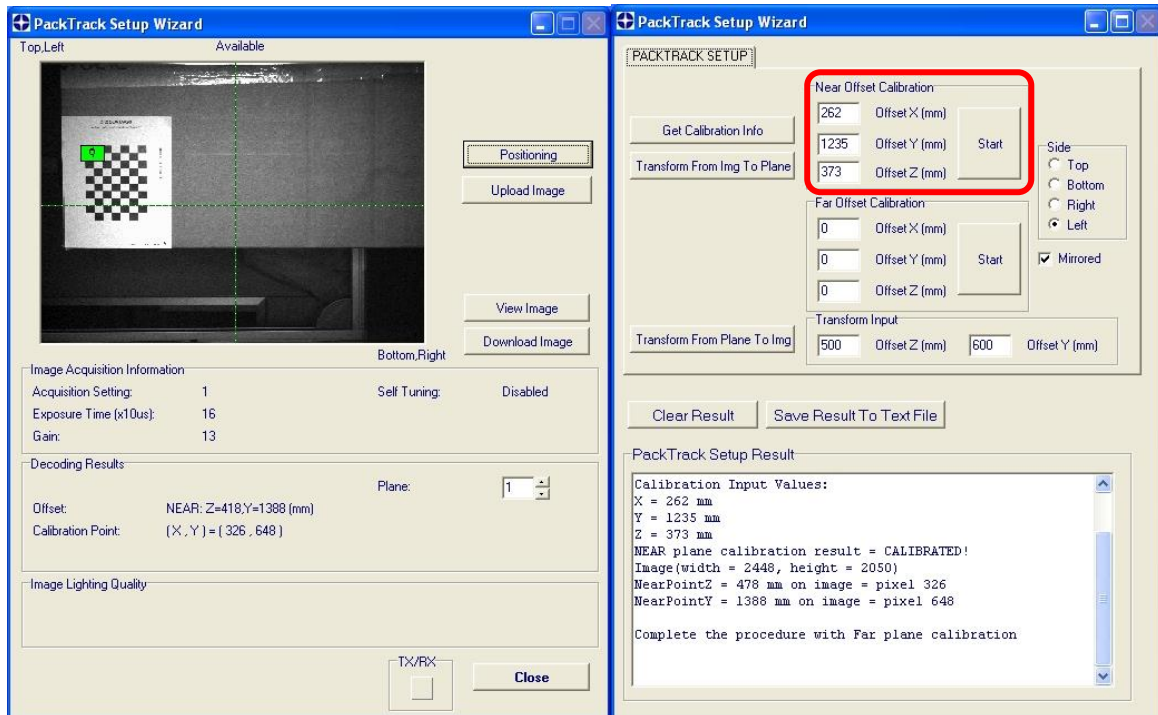 PackTrack Setup Wizard
Top,Left
Available
Positioning
Upload Image
View Image
Download Image
Bottom,Right
Image Acquisition Information
Acquisition Setting: 1 Self Tuning: Disabled
Exposure Time (x10us): 16
Gain: 13
Decoding Results
Plane: 1
Offset: NEAR: Z=418,Y=1388 (mm)
Calibration Point: (X,Y) = ( 326 , 648 )
Image Lighting Quality
TX/RX
Close
PackTrack Setup Wizard
PACKTRACK SETUP
Get Calibration Info
Transform From Img To Plane
Near Offset Calibration
262 Offset X (mm)
1235 Offset Y (mm)
373 Offset Z (mm)
Start
Side
Top
Bottom
Right
Left
Mirrored
Far Offset Calibration
0 Offset X (mm)
0 Offset Y (mm)
0 Offset Z (mm)
Start
Transform From Plane To Img
Transform Input
500 Offset Z (mm) 600 Offset Y (mm)
Clear Result
Save Result To Text File
PackTrack Setup Result
Calibration Input Values:
X = 262 mm
Y = 1235 mm
Z = 373 mm
NEAR plane calibration result = CALIBRATED!
Image(width = 2448, height = 2050)
NearPointZ = 478 mm on image = pixel 326
NearPointY = 1388 mm on image = pixel 648
Complete the procedure with Far plane calibration